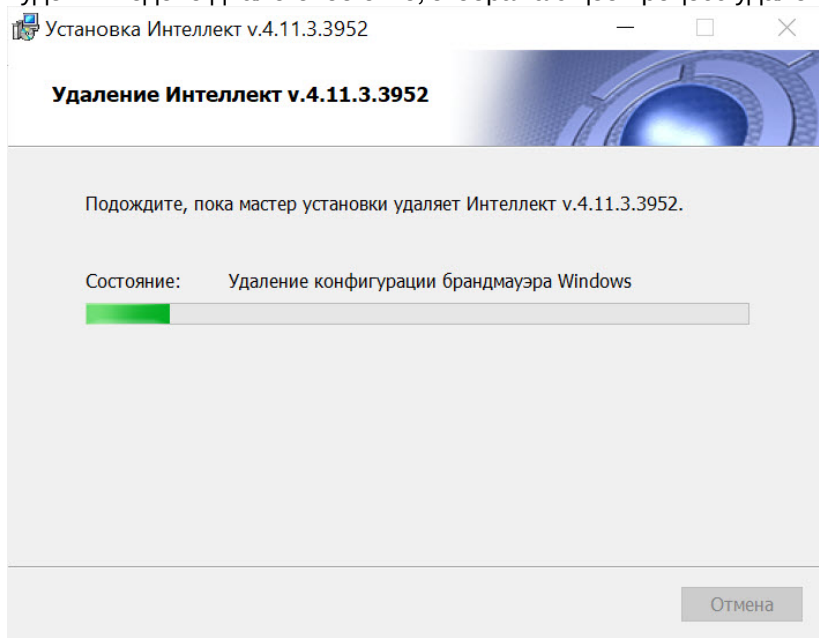 Установка Интеллект v.4.11.3.3952
Удаление Интеллект v.4.11.3.3952
Подождите, пока мастер установки удаляет Интеллект v.4.11.3.3952.
Состояние: Удаление конфигурации брандмауэра Windows
Отмена